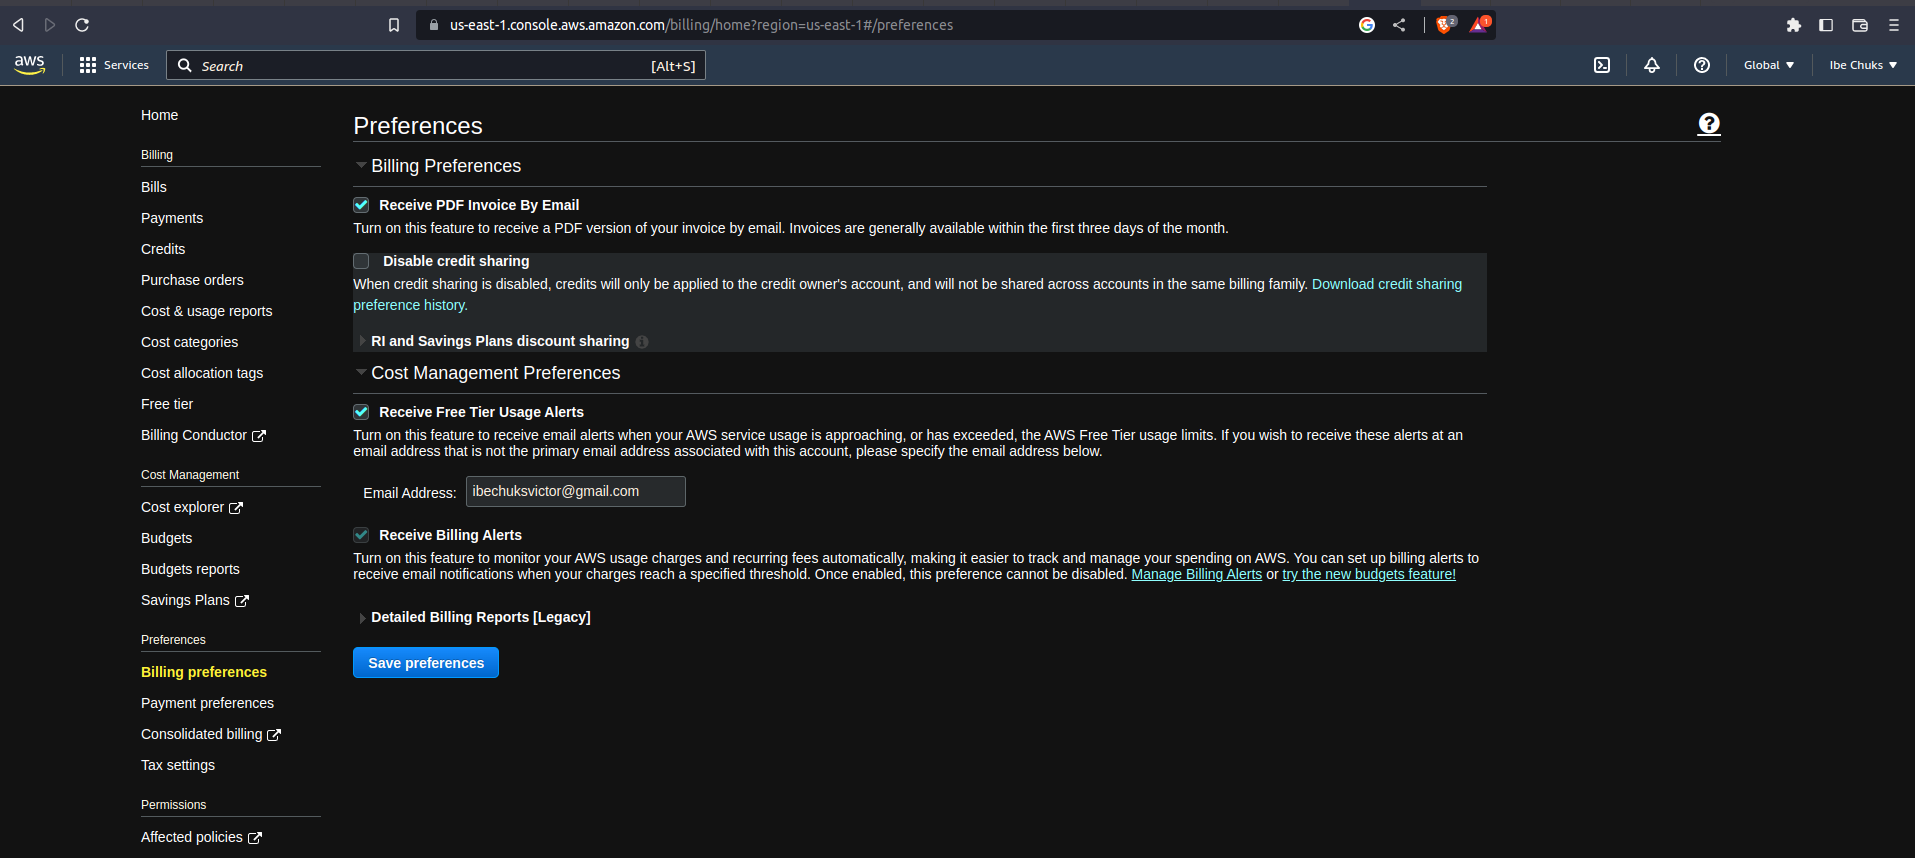 us-east-1.console.aws.amazon.com/billing/home?region=us-east-1#/preferences
2
1
aws
Services
Search
[Alt+S]
Global
Ibe Chuks
Home
Billing
Bills
Payments
Credits
Purchase orders
Cost & usage reports
Cost categories
Cost allocation tags
Free tier
Billing Conductor
Cost Management
Cost explorer
Budgets
Budgets reports
Savings Plans
Preferences
Billing preferences
Payment preferences
Consolidated billing
Tax settings
Permissions
Affected policies
Preferences
?
Billing Preferences
Receive PDF Invoice By Email
Turn on this feature to receive a PDF version of your invoice by email. Invoices are generally available within the first three days of the month.
Disable credit sharing
When credit sharing is disabled, credits will only be applied to the credit owner's account, and will not be shared across accounts in the same billing family. Download credit sharing
preference history.
RI and Savings Plans discount sharing
Cost Management Preferences
Receive Free Tier Usage Alerts
Turn on this feature to receive email alerts when your AWS service usage is approaching, or has exceeded, the AWS Free Tier usage limits. If you wish to receive these alerts at an
email address that is not the primary email address associated with this account, please specify the email address below.
Email Address: ibechuksvictor@gmail.com
Receive Billing Alerts
Turn on this feature to monitor your AWS usage charges and recurring fees automatically, making it easier to track and manage your spending on AWS. You can set up billing alerts to
receive email notifications when your charges reach a specified threshold. Once enabled, this preference cannot be disabled. Manage Billing Alerts or try the new budgets feature!
Detailed Billing Reports [Legacy]
Save preferences